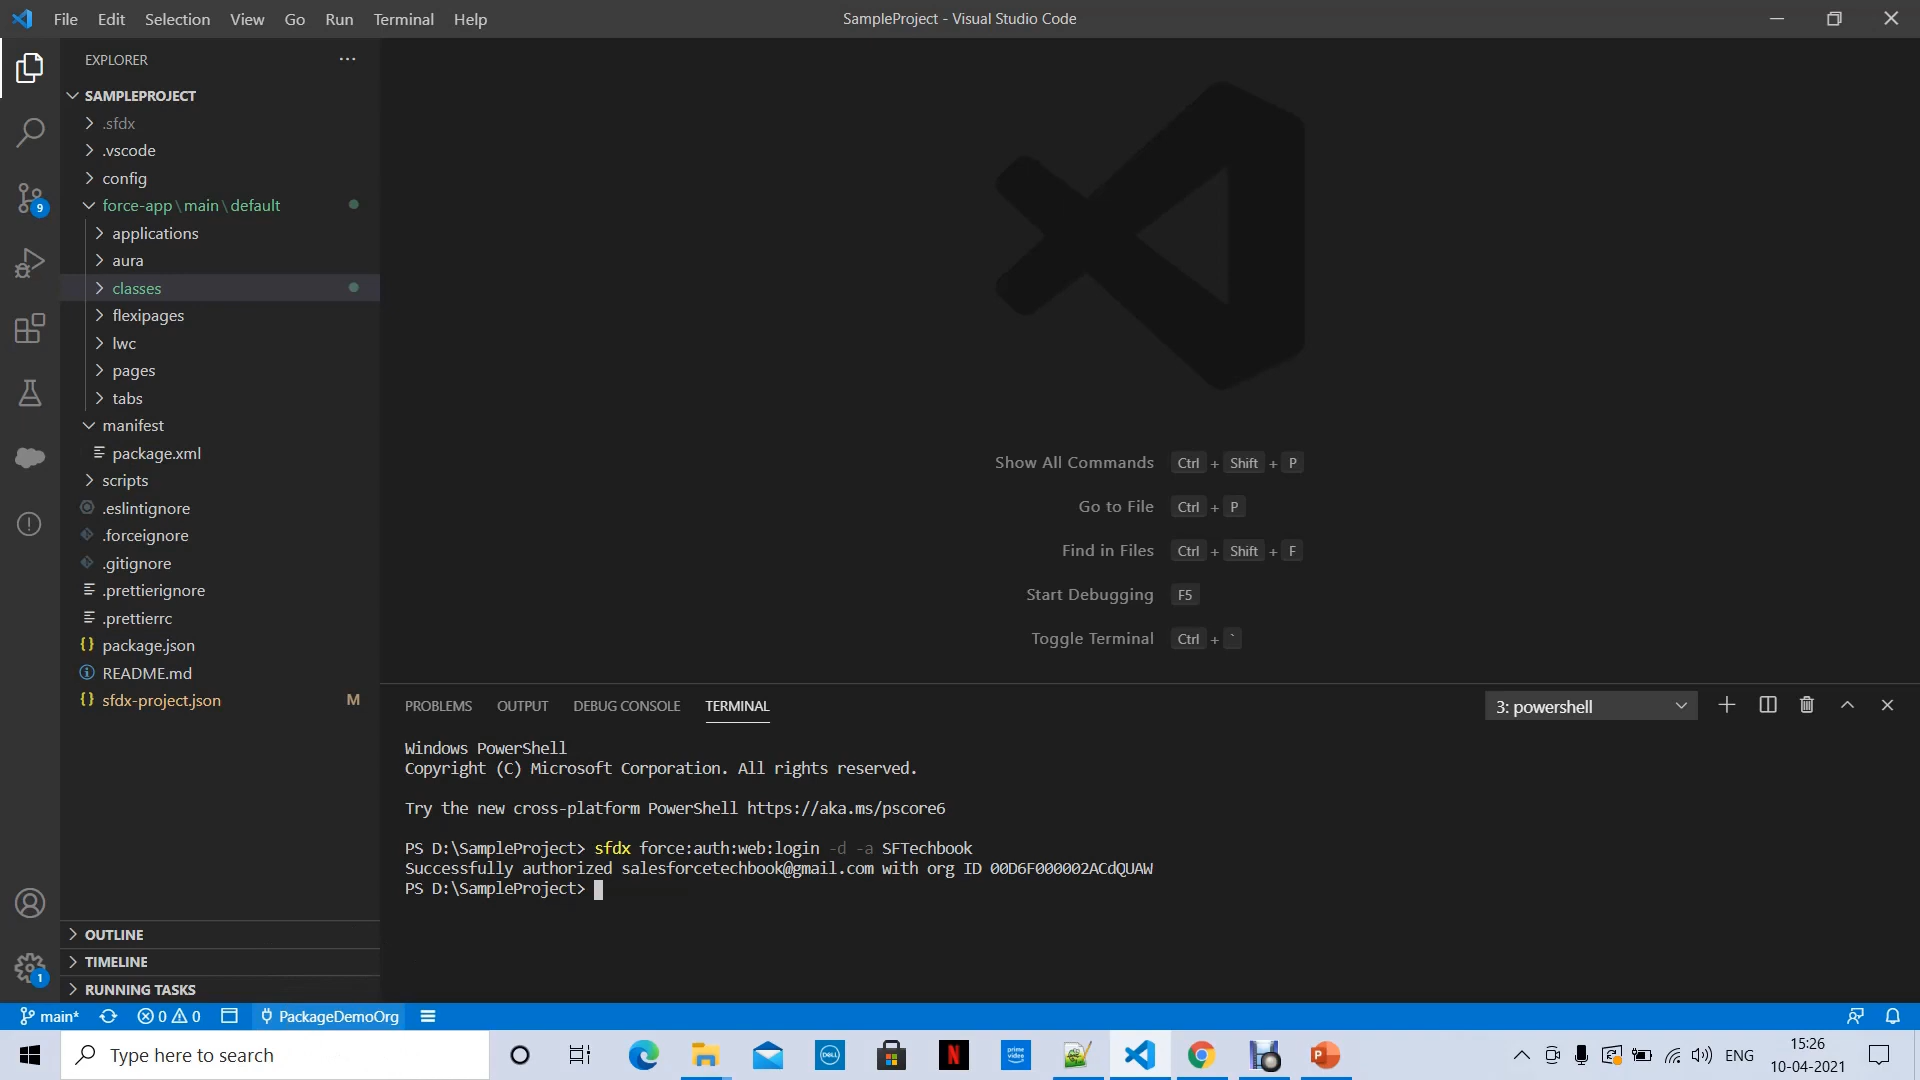 File Edit Selection View Go Run Terminal Help
SampleProject - Visual Studio Code
EXPLORER
SAMPLEPROJECT
.sfdx
.vscode
config
force-app\main\default
applications
aura
classes
flexipages
lwc
pages
tabs
manifest
package.xml
scripts
.eslintignore
.forceignore
.gitignore
.prettierignore
.prettierrc
package.json
README.md
sfdx-project.json M
OUTLINE
TIMELINE
RUNNING TASKS
9
1
Show All Commands Ctrl + Shift + P
Go to File Ctrl + P
Find in Files Ctrl + Shift + F
Start Debugging F5
Toggle Terminal Ctrl + `
PROBLEMS OUTPUT DEBUG CONSOLE TERMINAL
3: powershell
Windows PowerShell
Copyright (C) Microsoft Corporation. All rights reserved.
Try the new cross-platform PowerShell https://aka.ms/pscore6
PS D:\SampleProject> sfdx force:auth:web:login -d -a SFTechbook
Successfully authorized salesforcetechbook@gmail.com with org ID 00D6F000002ACdQUAW
PS D:\SampleProject>
main* 0 0 PackageDemoOrg
Type here to search
DELL
N
prime video
P
ENG
15:26
10-04-2021